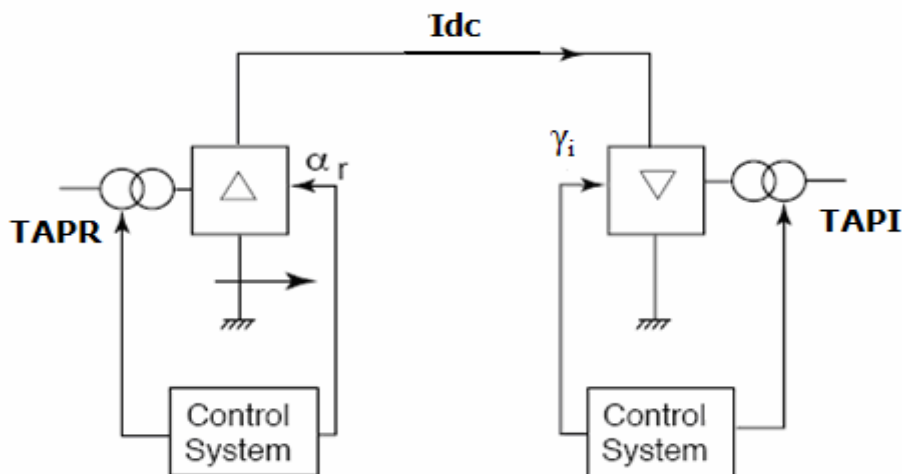 Idc
α r
γi
TAPR
TAPI
Control
System
Control
System